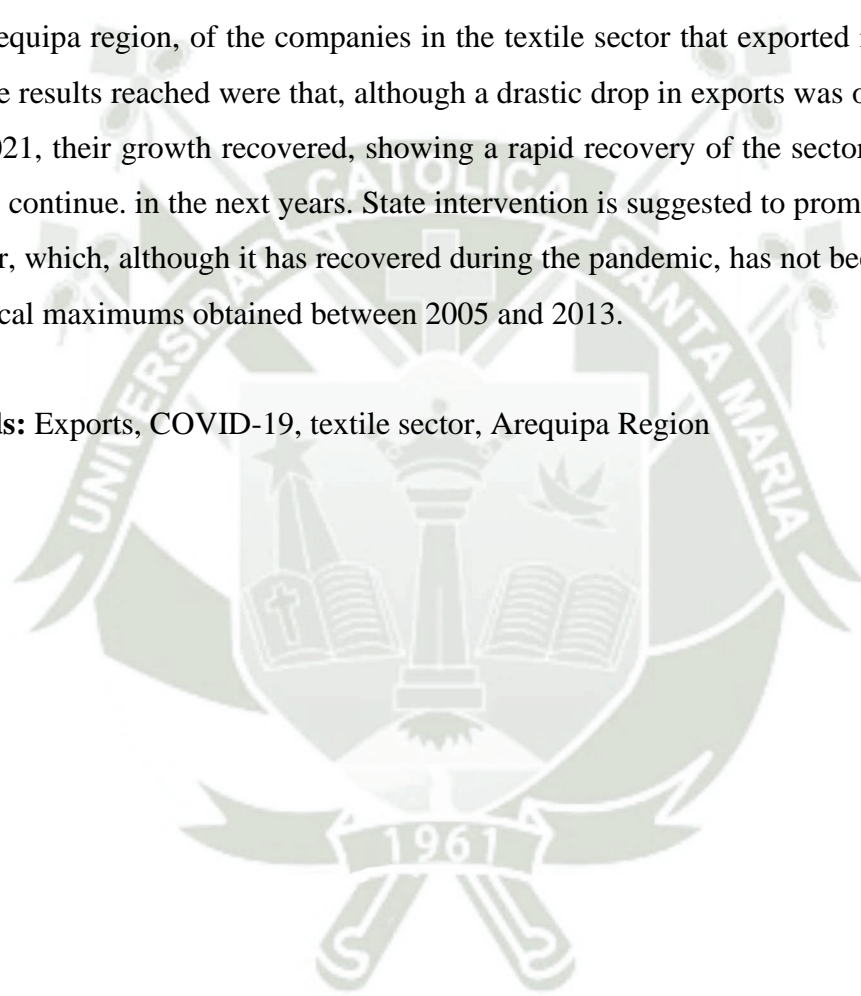 equipa region, of the companies in the textile sector that exported
e results reached were that, although a drastic drop in exports was
021, their growth recovered, showing a rapid recovery of the sector
continue. in the next years. State intervention is suggested to prom
r, which, although it has recovered during the pandemic, has not
cal maximums obtained between 2005 and 2013.
ds: Exports, COVID-19, textile sector, Arequipa Region
CATOLICA
UNIVERSIDAD
SANTA MARIA
1961